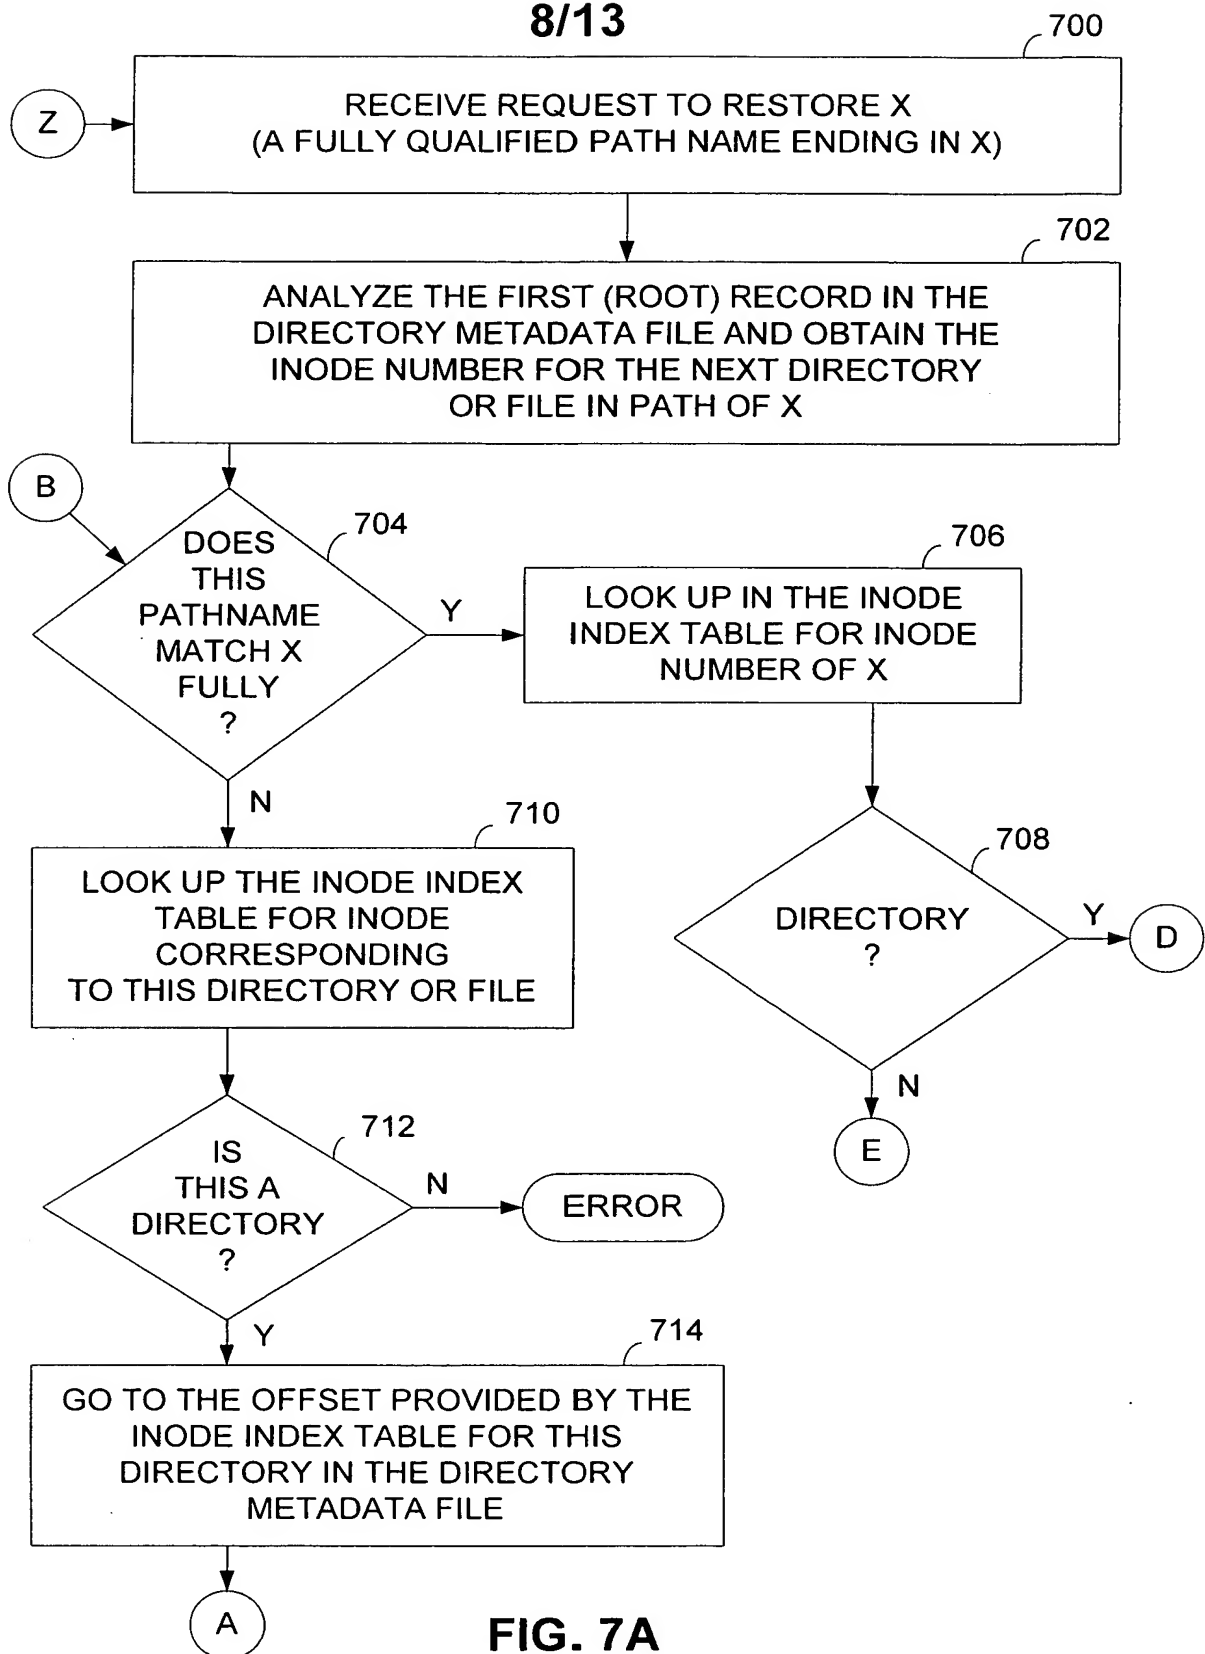 8/13
700
Z
RECEIVE REQUEST TO RESTORE X
(A FULLY QUALIFIED PATH NAME ENDING IN X)
702
ANALYZE THE FIRST (ROOT) RECORD IN THE
DIRECTORY METADATA FILE AND OBTAIN THE
INODE NUMBER FOR THE NEXT DIRECTORY
OR FILE IN PATH OF X
B
704
DOES
THIS
PATHNAME
MATCH X
FULLY
?
Y
706
LOOK UP IN THE INODE
INDEX TABLE FOR INODE
NUMBER OF X
N
708
DIRECTORY
?
Y
D
N
E
710
LOOK UP THE INODE INDEX
TABLE FOR INODE
CORRESPONDING
TO THIS DIRECTORY OR FILE
712
IS
THIS A
DIRECTORY
?
N
ERROR
Y
714
GO TO THE OFFSET PROVIDED BY THE
INODE INDEX TABLE FOR THIS
DIRECTORY IN THE DIRECTORY
METADATA FILE
A
FIG. 7A